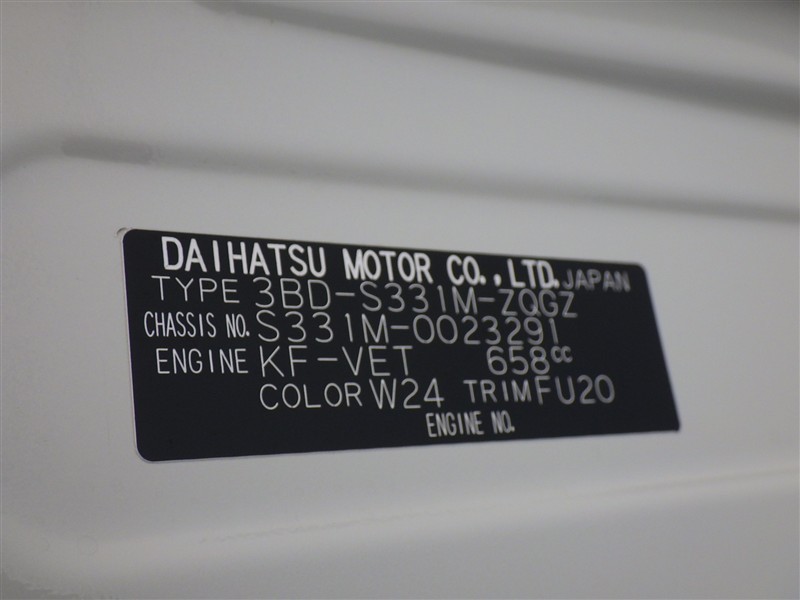 DAIHATSU MOTOR CO., LTD. JAPAN
TYPE 3BD-S331M-ZQGZ
CHASSIS NO. S331M-0023291
ENGINE KF-VET 658cc
COLOR W24 TRIM FU20
ENGINE NO.